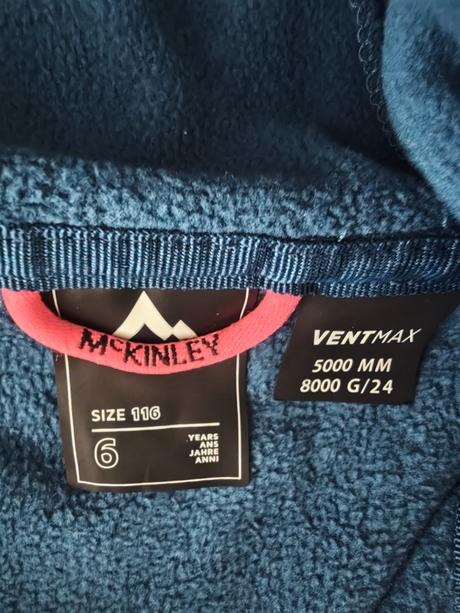 McKINLEY
SIZE 116
6
YEARS
ANS
JAHRE
ANNI
VENTMAX
5000 MM
8000 G/24